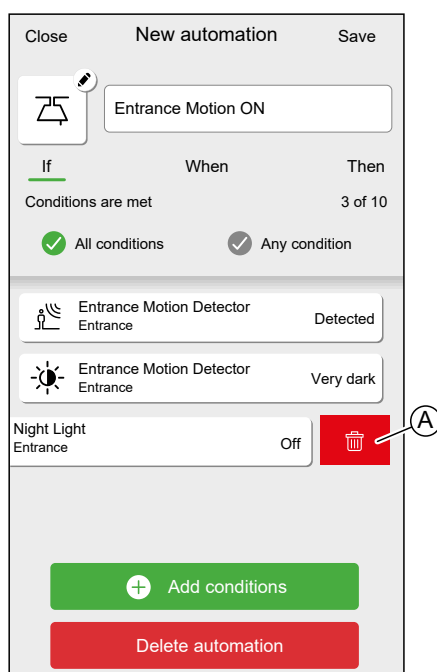 Close New automation Save
Entrance Motion ON
If When Then
Conditions are met 3 of 10
All conditions Any condition
Entrance Motion Detector
Entrance
Detected
Entrance Motion Detector
Entrance
Very dark
Night Light
Entrance
Off
A
Add conditions
Delete automation